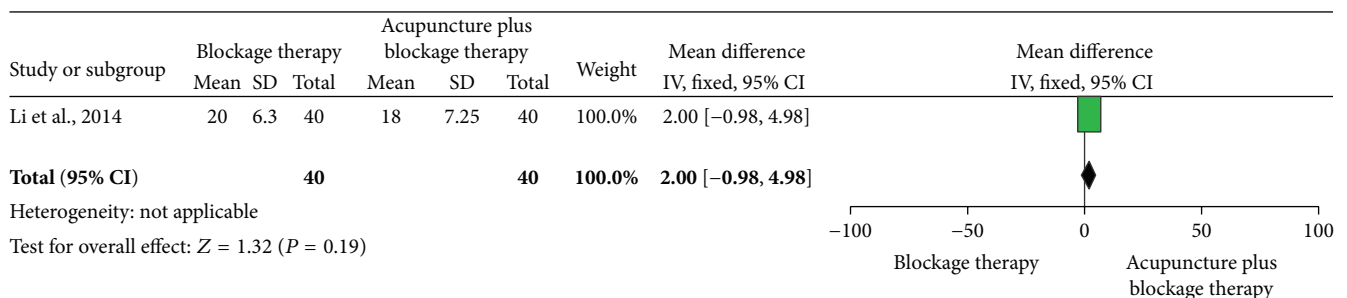 Study or subgroup Blockage therapy Acupuncture plus blockage therapy Weight Mean difference Mean difference
Mean SD Total Mean SD Total IV, fixed, 95% CI IV, fixed, 95% CI
Li et al., 2014 20 6.3 40 18 7.25 40 100.0% 2.00 [−0.98, 4.98]
Total (95% CI) 40 40 100.0% 2.00 [−0.98, 4.98]
Heterogeneity: not applicable
Test for overall effect: Z = 1.32 (P = 0.19)
−100 −50 0 50 100
Blockage therapy Acupuncture plus
blockage therapy